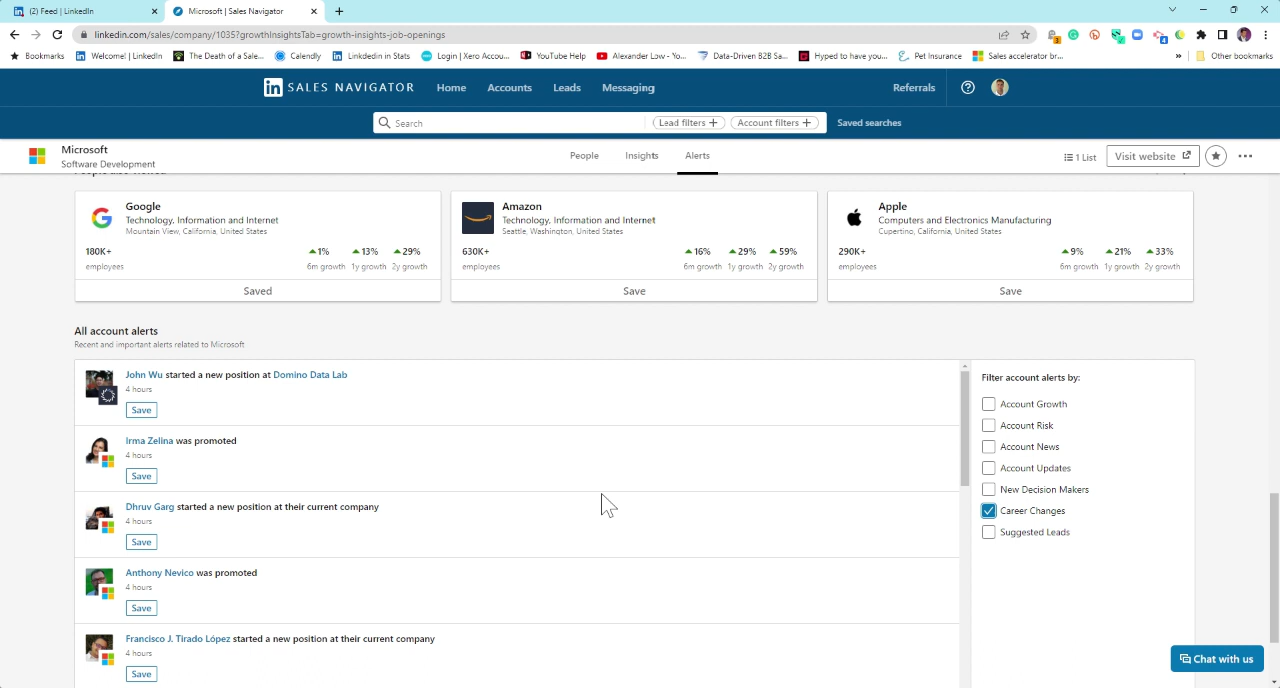 (2) Feed | LinkedIn
Microsoft | Sales Navigator
linkedin.com/sales/company/1035?growthInsightsTab=growth-insights-job-openings
Bookmarks
Welcome! | LinkedIn
The Death of a Sale...
Calendly
Linkedin in Stats
Login | Xero Accou...
YouTube Help
Alexander Low - Yo...
Data-Driven B2B Sa...
Hyped to have you...
Pet Insurance
Sales accelerator br...
Other bookmarks
in SALES NAVIGATOR
Home
Accounts
Leads
Messaging
Referrals
Search
Lead filters +
Account filters +
Saved searches
Microsoft
Software Development
People
Insights
Alerts
1 List
Visit website
Google
Technology, Information and Internet
Mountain View, California, United States
180K+
employees
1% 13% 29%
6m growth 1y growth 2y growth
Saved
Amazon
Technology, Information and Internet
Seattle, Washington, United States
630K+
employees
16% 29% 59%
6m growth 1y growth 2y growth
Save
Apple
Computers and Electronics Manufacturing
Cupertino, California, United States
290K+
employees
9% 21% 33%
6m growth 1y growth 2y growth
Save
All account alerts
Recent and important alerts related to Microsoft
John Wu started a new position at Domino Data Lab
4 hours
Save
Irma Zelina was promoted
4 hours
Save
Dhruv Garg started a new position at their current company
4 hours
Save
Anthony Nevico was promoted
4 hours
Save
Francisco J. Tirado López started a new position at their current company
4 hours
Save
Filter account alerts by:
Account Growth
Account Risk
Account News
Account Updates
New Decision Makers
Career Changes
Suggested Leads
Chat with us